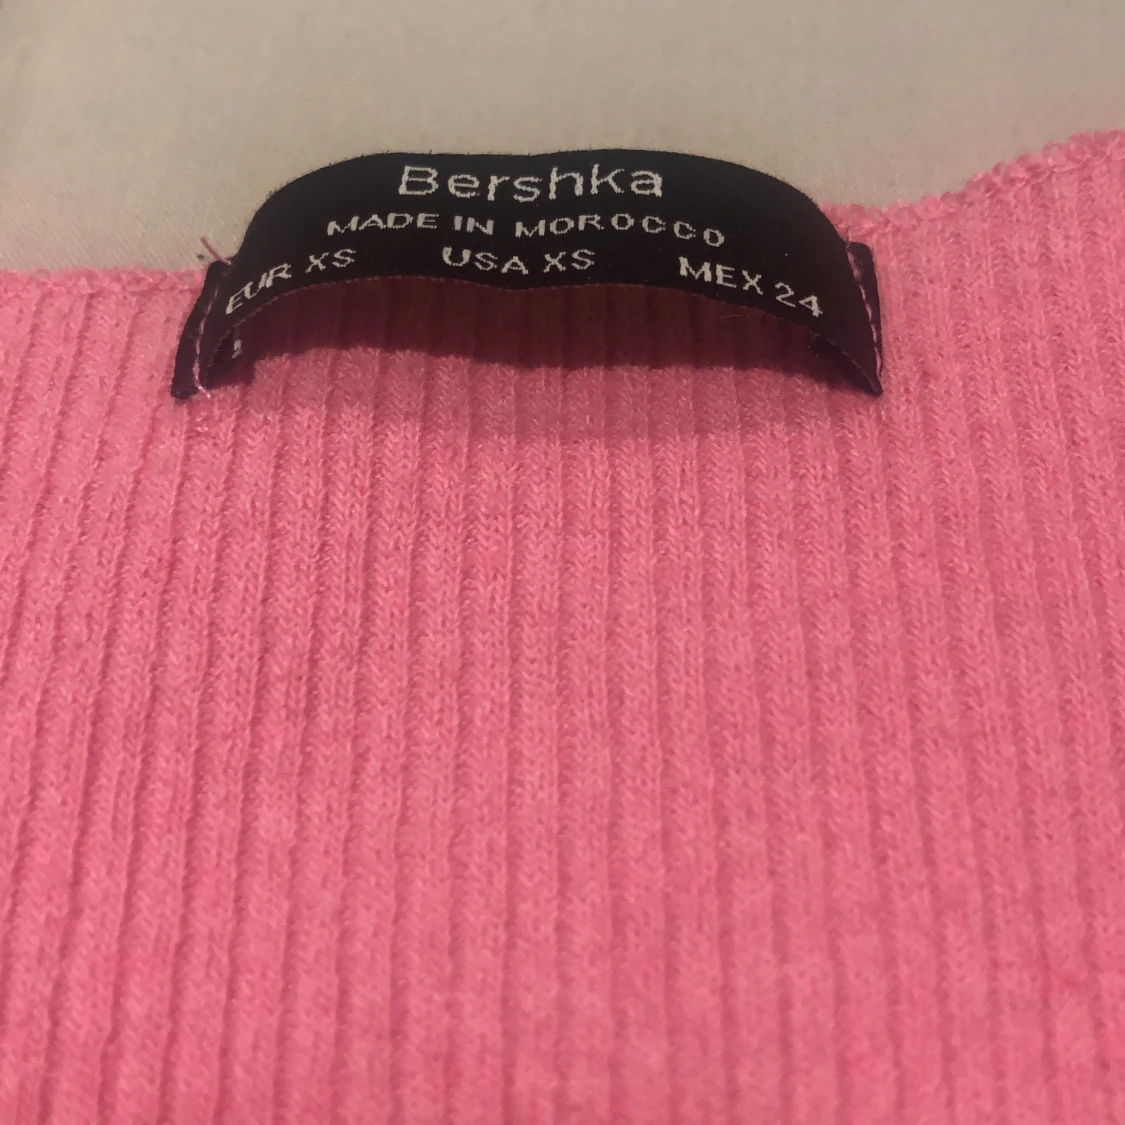 Bershka
MADE IN MOROCCO
EUR XS USA XS MEX 24